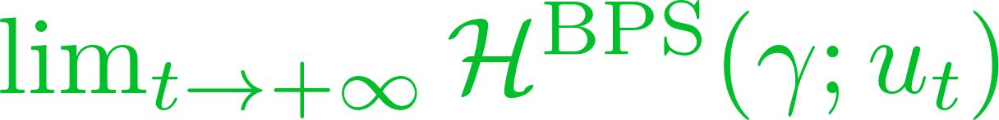 lim_{t→+∞} ℋ^{BPS}(γ; u_t)